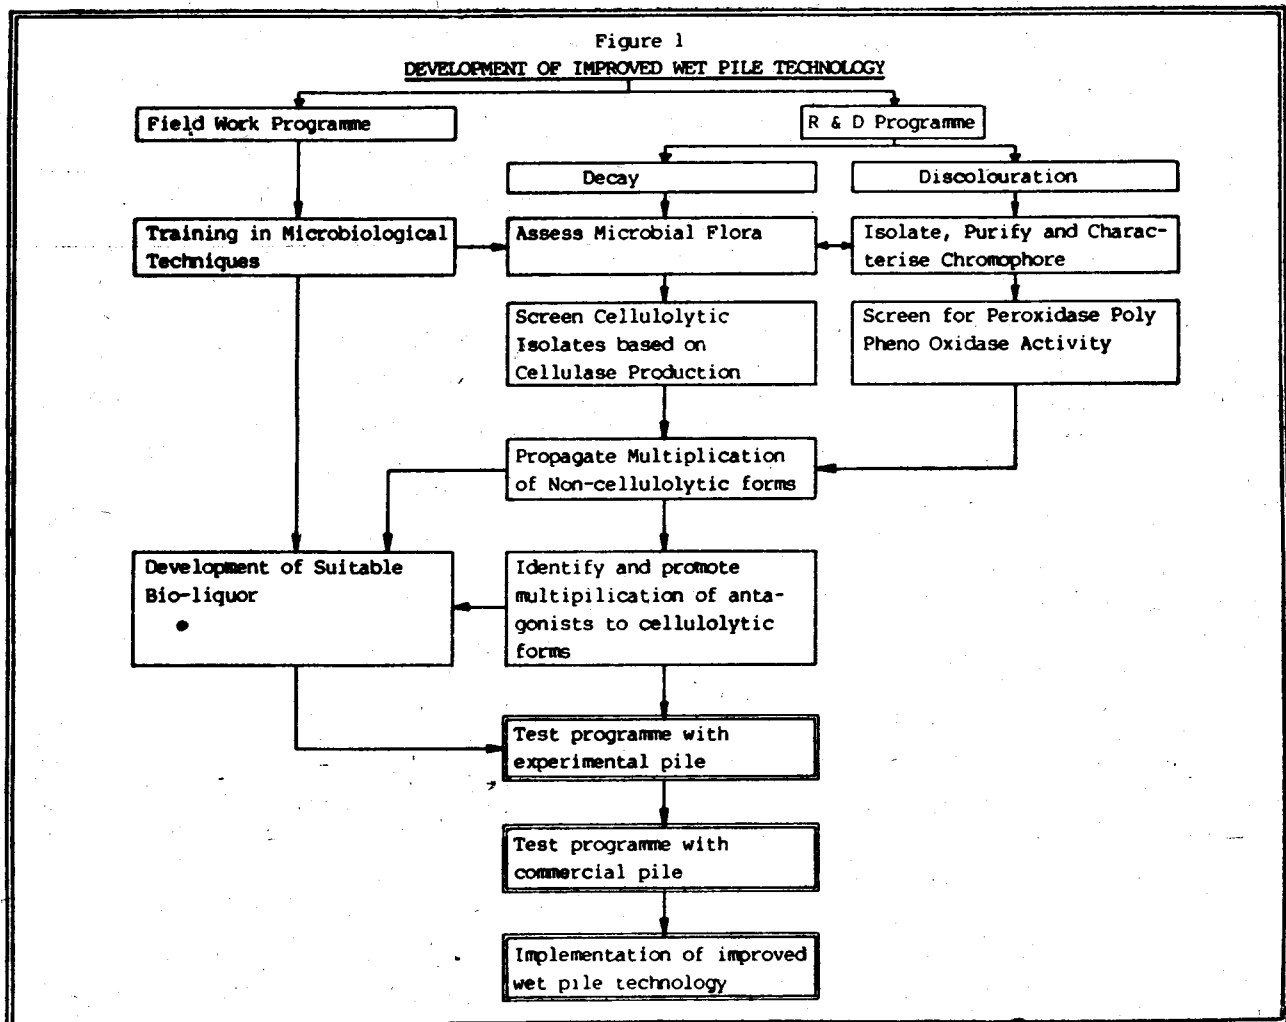 Figure 1
DEVELOPMENT OF IMPROVED WET PILE TECHNOLOGY
Field Work Programme
R & D Programme
Decay
Discolouration
Training in Microbiological
Techniques
Assess Microbial Flora
Isolate, Purify and Charac-
terise Chromophore
Screen Cellulolytic
Isolates based on
Cellulase Production
Screen for Peroxidase Poly
Pheno Oxidase Activity
Propagate Multiplication
of Non-cellulolytic forms
Development of Suitable
Bio-liquor
Identify and promote
multipilication of anta-
gonists to cellulolytic
forms
Test programme with
experimental pile
Test programme with
commercial pile
Implementation of improved
wet pile technology